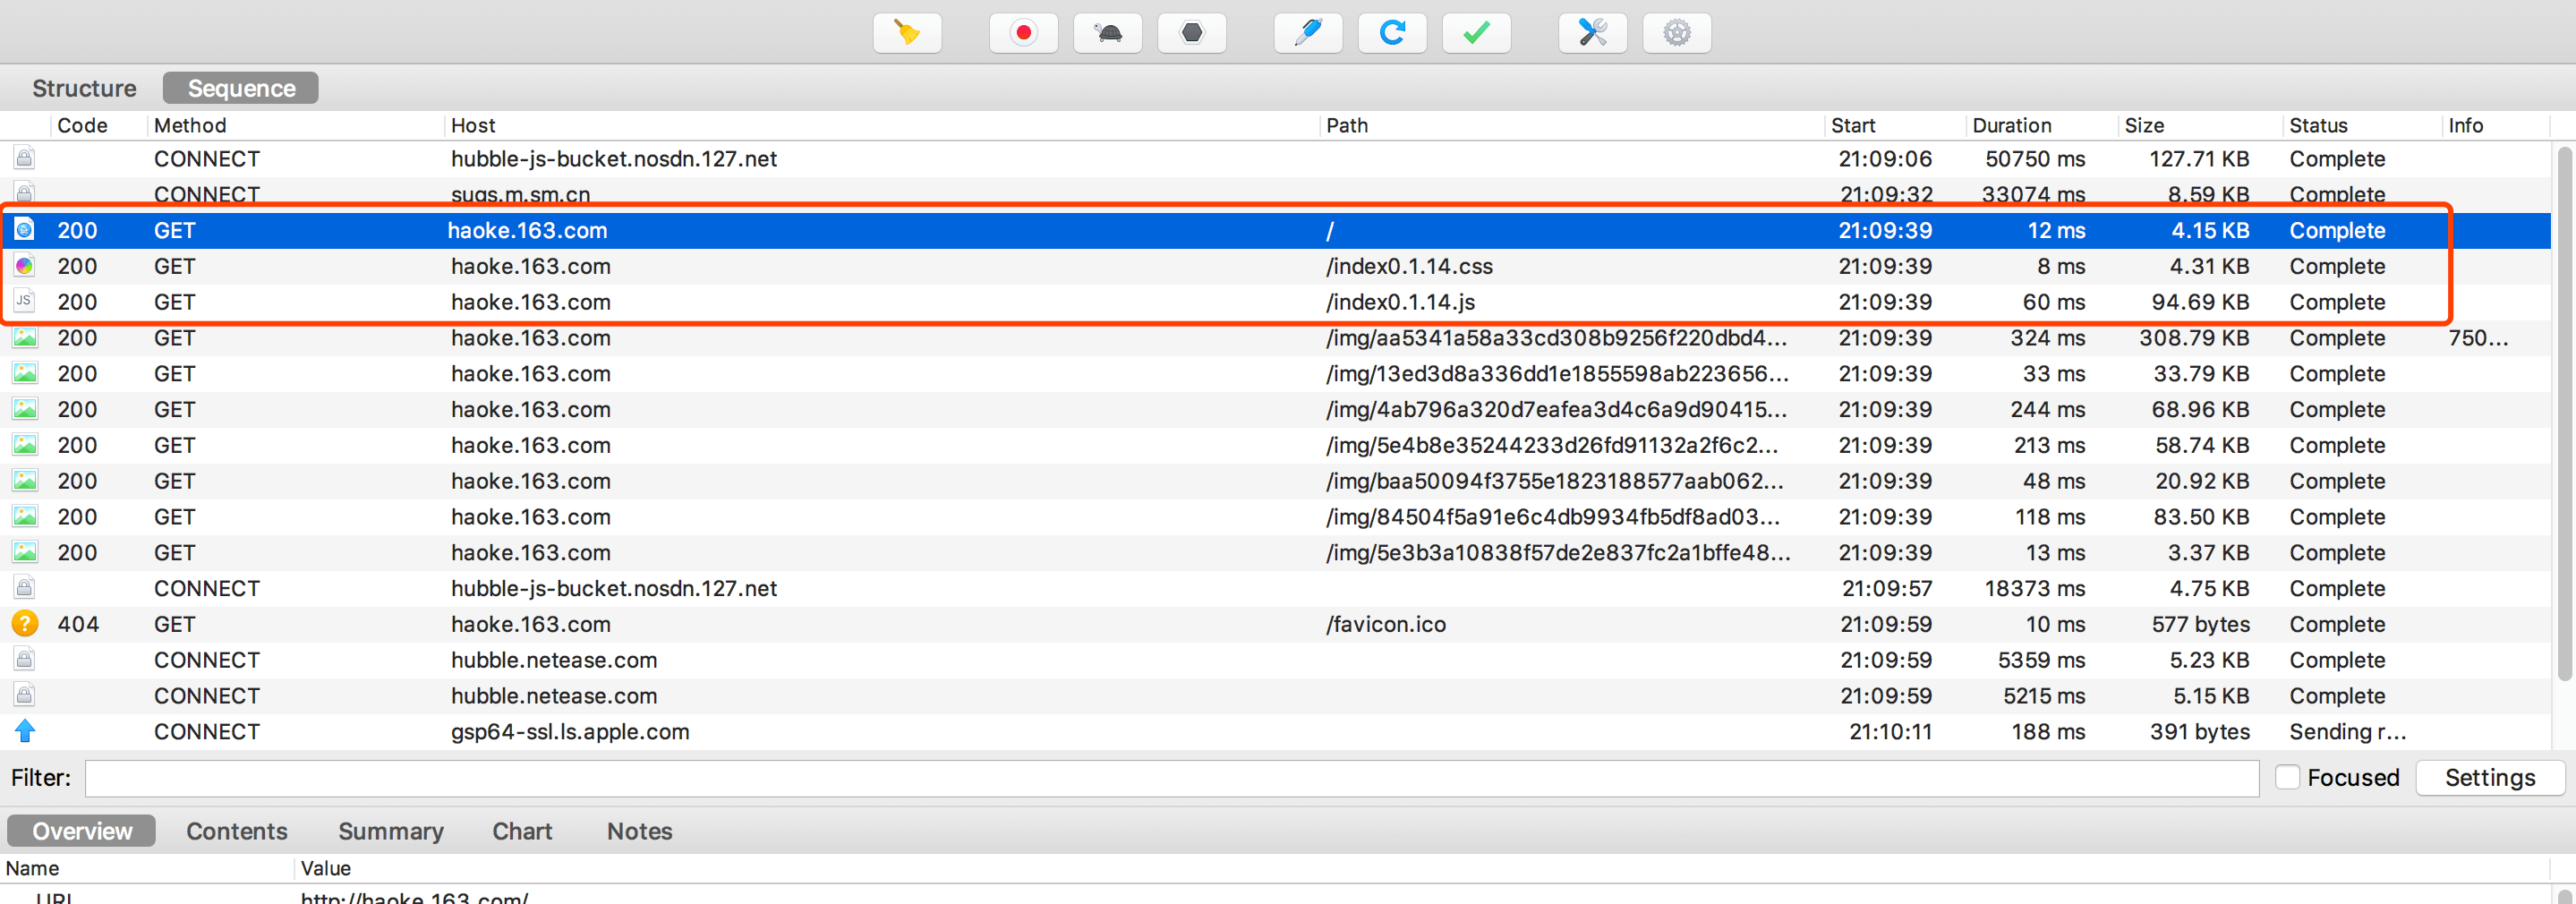 Structure Sequence
Code Method Host Path Start Duration Size Status Info
CONNECT hubble-js-bucket.nosdn.127.net 21:09:06 50750 ms 127.71 KB Complete
CONNECT sugs.m.sm.cn 21:09:32 33074 ms 8.59 KB Complete
200 GET haoke.163.com / 21:09:39 12 ms 4.15 KB Complete
200 GET haoke.163.com /index0.1.14.css 21:09:39 8 ms 4.31 KB Complete
JS 200 GET haoke.163.com /index0.1.14.js 21:09:39 60 ms 94.69 KB Complete
200 GET haoke.163.com /img/aa5341a58a33cd308b9256f220dbd4... 21:09:39 324 ms 308.79 KB Complete 750...
200 GET haoke.163.com /img/13ed3d8a336dd1e1855598ab223656... 21:09:39 33 ms 33.79 KB Complete
200 GET haoke.163.com /img/4ab796a320d7eafea3d4c6a9d90415... 21:09:39 244 ms 68.96 KB Complete
200 GET haoke.163.com /img/5e4b8e35244233d26fd91132a2f6c2... 21:09:39 213 ms 58.74 KB Complete
200 GET haoke.163.com /img/baa50094f3755e1823188577aab062... 21:09:39 48 ms 20.92 KB Complete
200 GET haoke.163.com /img/84504f5a91e6c4db9934fb5df8ad03... 21:09:39 118 ms 83.50 KB Complete
200 GET haoke.163.com /img/5e3b3a10838f57de2e837fc2a1bffe48... 21:09:39 13 ms 3.37 KB Complete
CONNECT hubble-js-bucket.nosdn.127.net 21:09:57 18373 ms 4.75 KB Complete
? 404 GET haoke.163.com /favicon.ico 21:09:59 10 ms 577 bytes Complete
CONNECT hubble.netease.com 21:09:59 5359 ms 5.23 KB Complete
CONNECT hubble.netease.com 21:09:59 5215 ms 5.15 KB Complete
CONNECT gsp64-ssl.ls.apple.com 21:10:11 188 ms 391 bytes Sending r...
Filter: Focused Settings
Overview Contents Summary Chart Notes
Name Value
URL http://haoke.163.com/